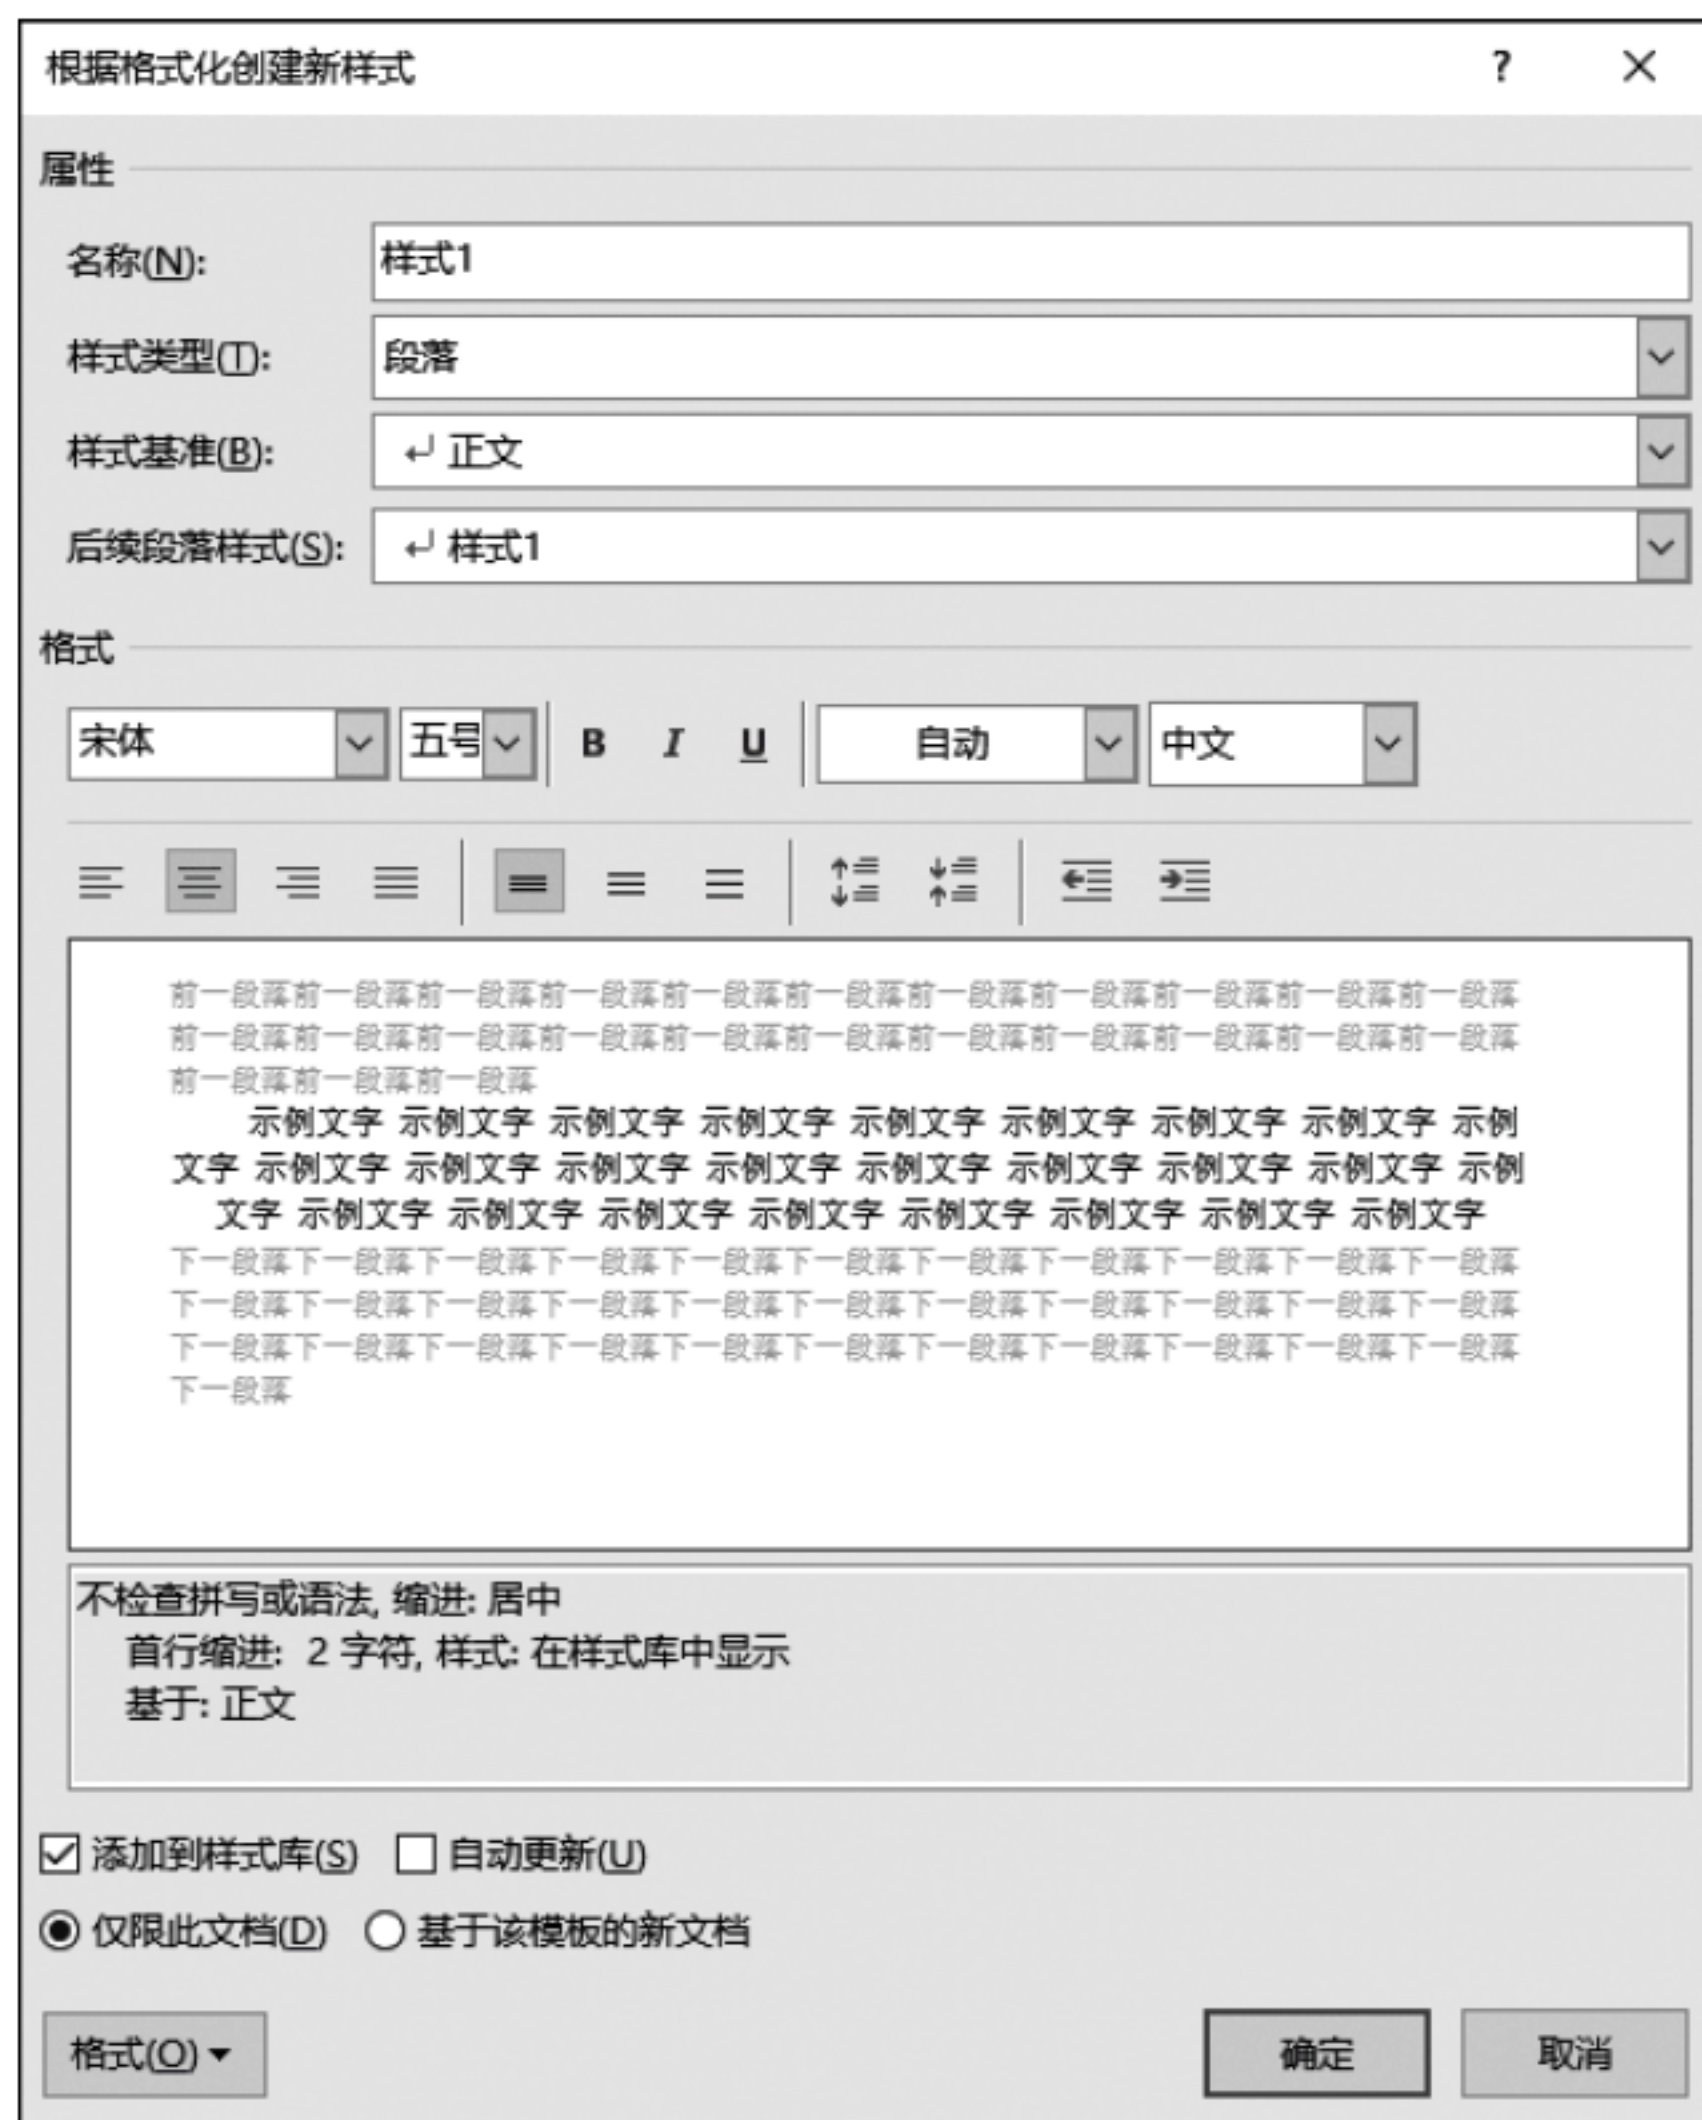 根据格式化创建新样式 ?
属性
名称(N): 样式1
样式类型(T): 段落
样式基准(B): 正文
后续段落样式(S): 样式1
格式
宋体 五号 B I U 自动 中文
前一段落前一段落前一段落前一段落前一段落前一段落前一段落前一段落前一段落前一段落前一段落
前一段落前一段落前一段落前一段落前一段落前一段落前一段落前一段落前一段落前一段落前一段落
前一段落前一段落前一段落
示例文字 示例文字 示例文字 示例文字 示例文字 示例文字 示例文字 示例文字 示例
文字 示例文字 示例文字 示例文字 示例文字 示例文字 示例文字 示例文字 示例文字 示例
文字 示例文字 示例文字 示例文字 示例文字 示例文字 示例文字 示例文字 示例文字
下一段落下一段落下一段落下一段落下一段落下一段落下一段落下一段落下一段落下一段落下一段落
下一段落下一段落下一段落下一段落下一段落下一段落下一段落下一段落下一段落下一段落下一段落
下一段落下一段落下一段落下一段落下一段落下一段落下一段落下一段落下一段落下一段落下一段落
下一段落
不检查拼写或语法, 缩进: 居中
首行缩进: 2 字符, 样式: 在样式库中显示
基于: 正文
添加到样式库(S) 自动更新(U)
仅限此文档(D) 基于该模板的新文档
格式(O) 确定 取消